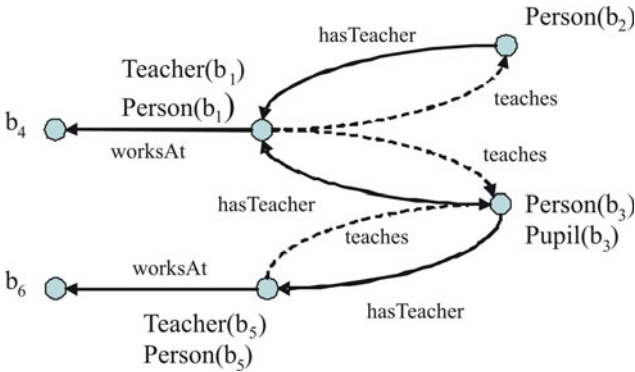 Person(b₂)
hasTeacher
Teacher(b₁)
Person(b₁)
teaches
b₄
worksAt
teaches
hasTeacher
Person(b₃)
Pupil(b₃)
teaches
worksAt
b₆
hasTeacher
Teacher(b₅)
Person(b₅)